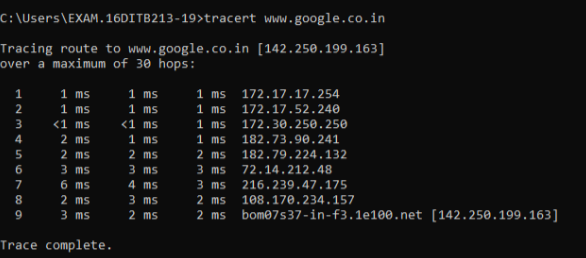 C:\Users\EXAM.16DITB213-19>tracert www.google.co.in
Tracing route to www.google.co.in [142.250.199.163]
over a maximum of 30 hops:
1 1 ms 1 ms 1 ms 172.17.17.254
2 1 ms 1 ms 1 ms 172.17.52.240
3 <1 ms <1 ms 1 ms 172.30.250.250
4 2 ms 1 ms 1 ms 182.73.90.241
5 2 ms 2 ms 2 ms 182.79.224.132
6 3 ms 3 ms 3 ms 72.14.212.48
7 6 ms 4 ms 3 ms 216.239.47.175
8 2 ms 3 ms 2 ms 108.170.234.157
9 3 ms 2 ms 2 ms bom07s37-in-f3.1e100.net [142.250.199.163]
Trace complete.